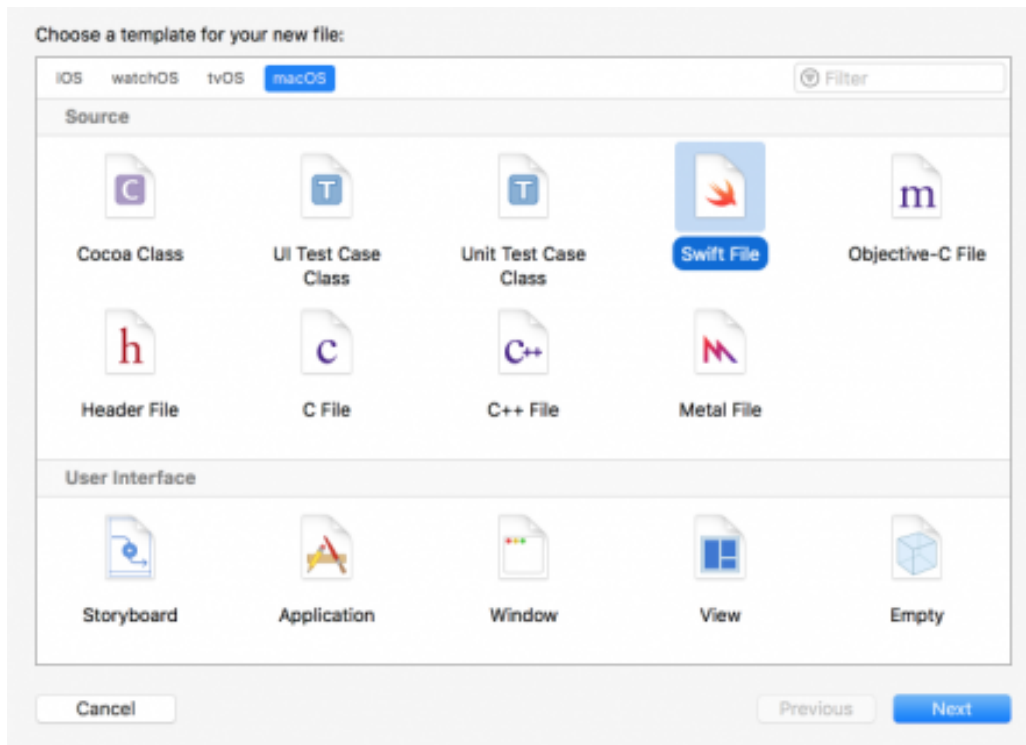 Choose a template for your new file:
iOS watchOS tvOS macOS Filter
Source
C T T m
Cocoa Class UI Test Case Class Unit Test Case Class Swift File Objective-C File
h c C++
Header File C File C++ File Metal File
User Interface
Storyboard Application Window View Empty
Cancel Previous Next